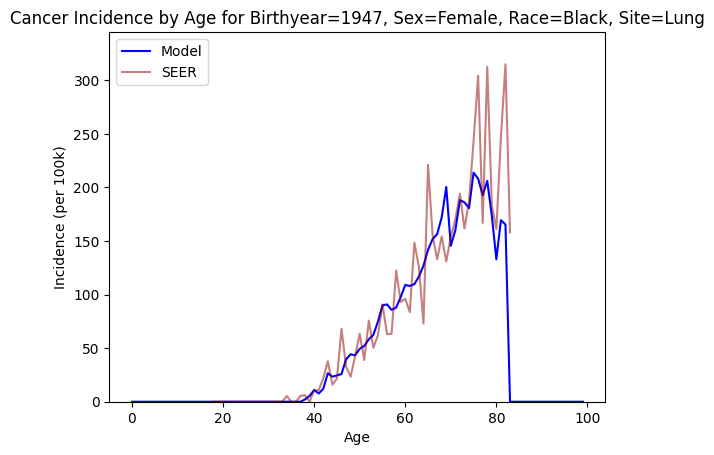 Cancer Incidence by Age for Birthyear=1947, Sex=Female, Race=Black, Site=Lung
Model
SEER
Incidence (per 100k)
300
250
200
150
100
50
0
0 20 40 60 80 100
Age